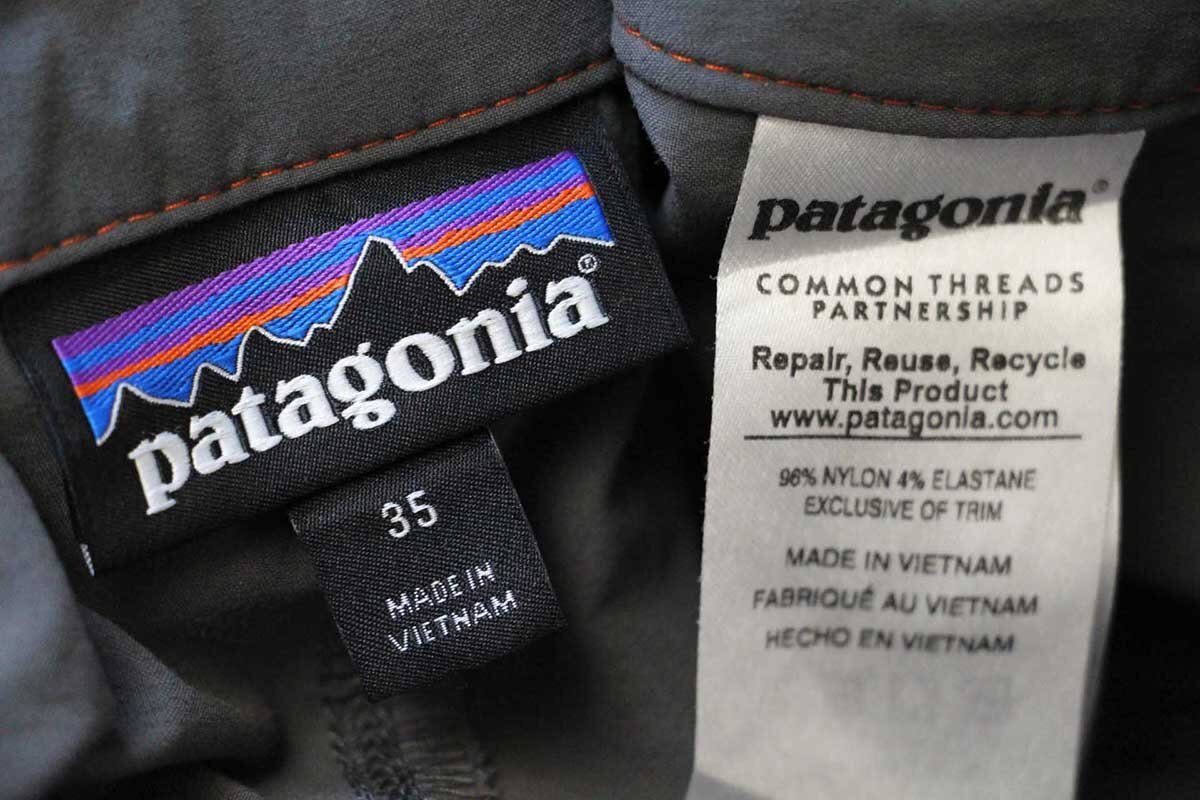 patagonia®
35
MADE IN
VIETNAM
patagonia®
COMMON THREADS
PARTNERSHIP
Repair, Reuse, Recycle
This Product
www.patagonia.com
96% NYLON 4% ELASTANE
EXCLUSIVE OF TRIM
MADE IN VIETNAM
FABRIQUÉ AU VIETNAM
HECHO EN VIETNAM